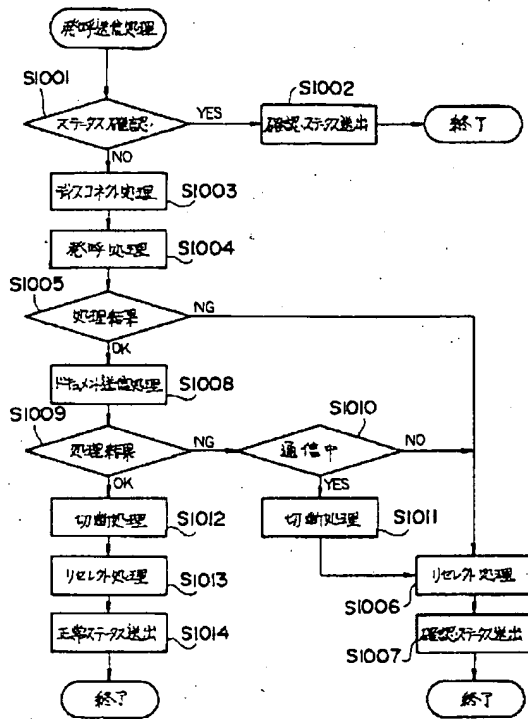 発呼送信処理
S1001
S1002
ステータス確認
YES
確認ステータス送出
終了
NO
ディスコネクト処理
S1003
発呼処理
S1004
S1005
処理結果
NG
OK
ドキュメント送信処理
S1008
S1009
S1010
処理結果
NG
通信中
NO
OK
YES
切断処理
S1012
切断処理
S1011
リセレクト処理
S1013
リセレクト処理
S1006
正常ステータス送出
S1014
確認ステータス送出
S1007
終了
終了